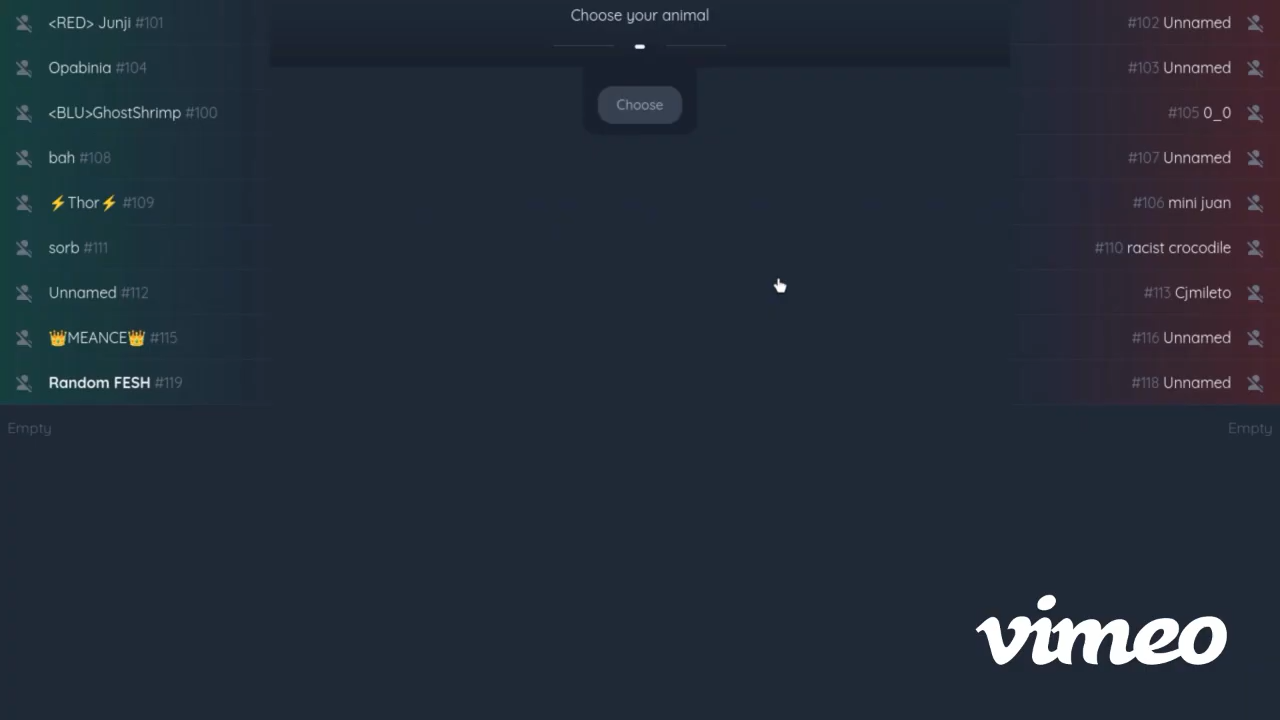 Choose your animal
Choose
<RED> Junji #101
Opabinia #104
<BLU>GhostShrimp #100
bah #108
⚡Thor⚡ #109
sorb #111
Unnamed #112
👑MEANCE👑 #115
Random FESH #119
Empty
#102 Unnamed
#103 Unnamed
#105 0_0
#107 Unnamed
#106 mini juan
#110 racist crocodile
#113 Cjmileto
#116 Unnamed
#118 Unnamed
Empty
vimeo